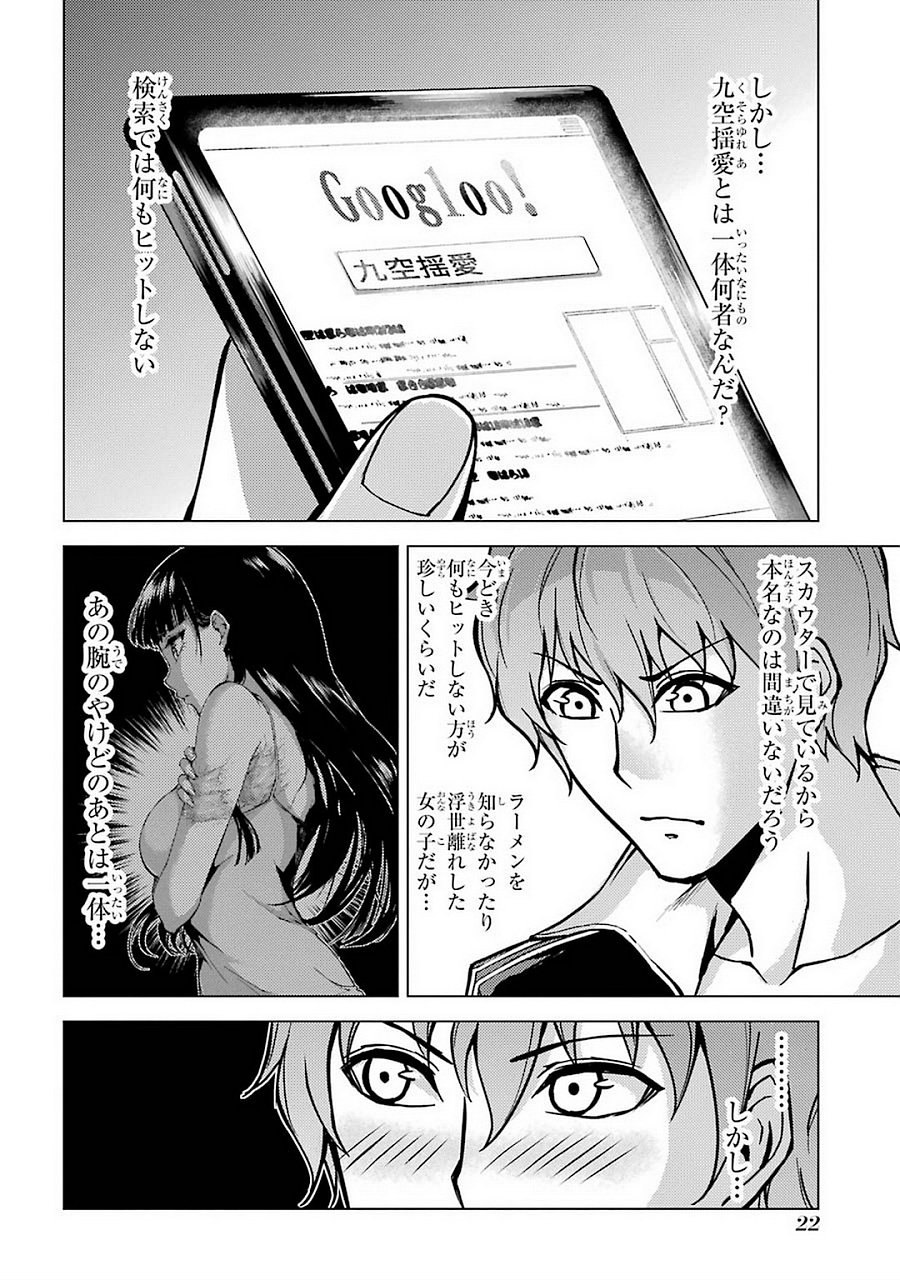 しかし…
九空揺愛とは一体何者なんだ?
Googloo!
九空揺愛
検索では何もヒットしない
スカウターで見ているから
本名なのは間違いないだろう
今どき
何もヒットしない方が
珍しいくらいだ
ラーメンを
知らなかったり
浮世離れした
女の子だが…
あの腕のやけどのあとは一体…
………
しかし…
22